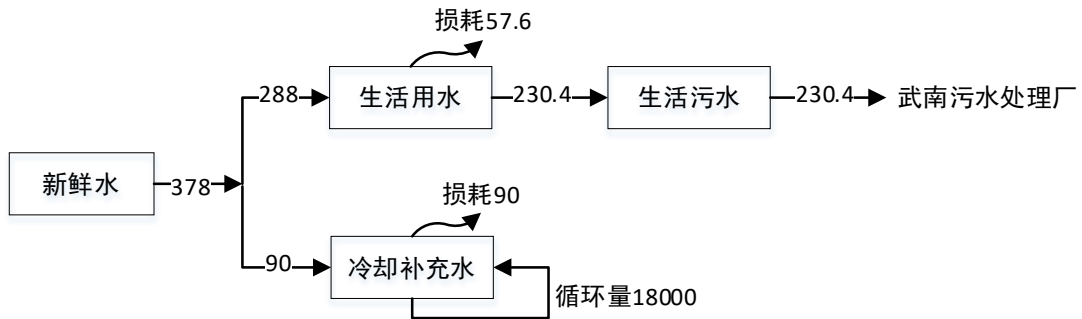 损耗57.6
288
生活用水
230.4
生活污水
230.4
武南污水处理厂
新鲜水
378
损耗90
90
冷却补充水
循环量18000